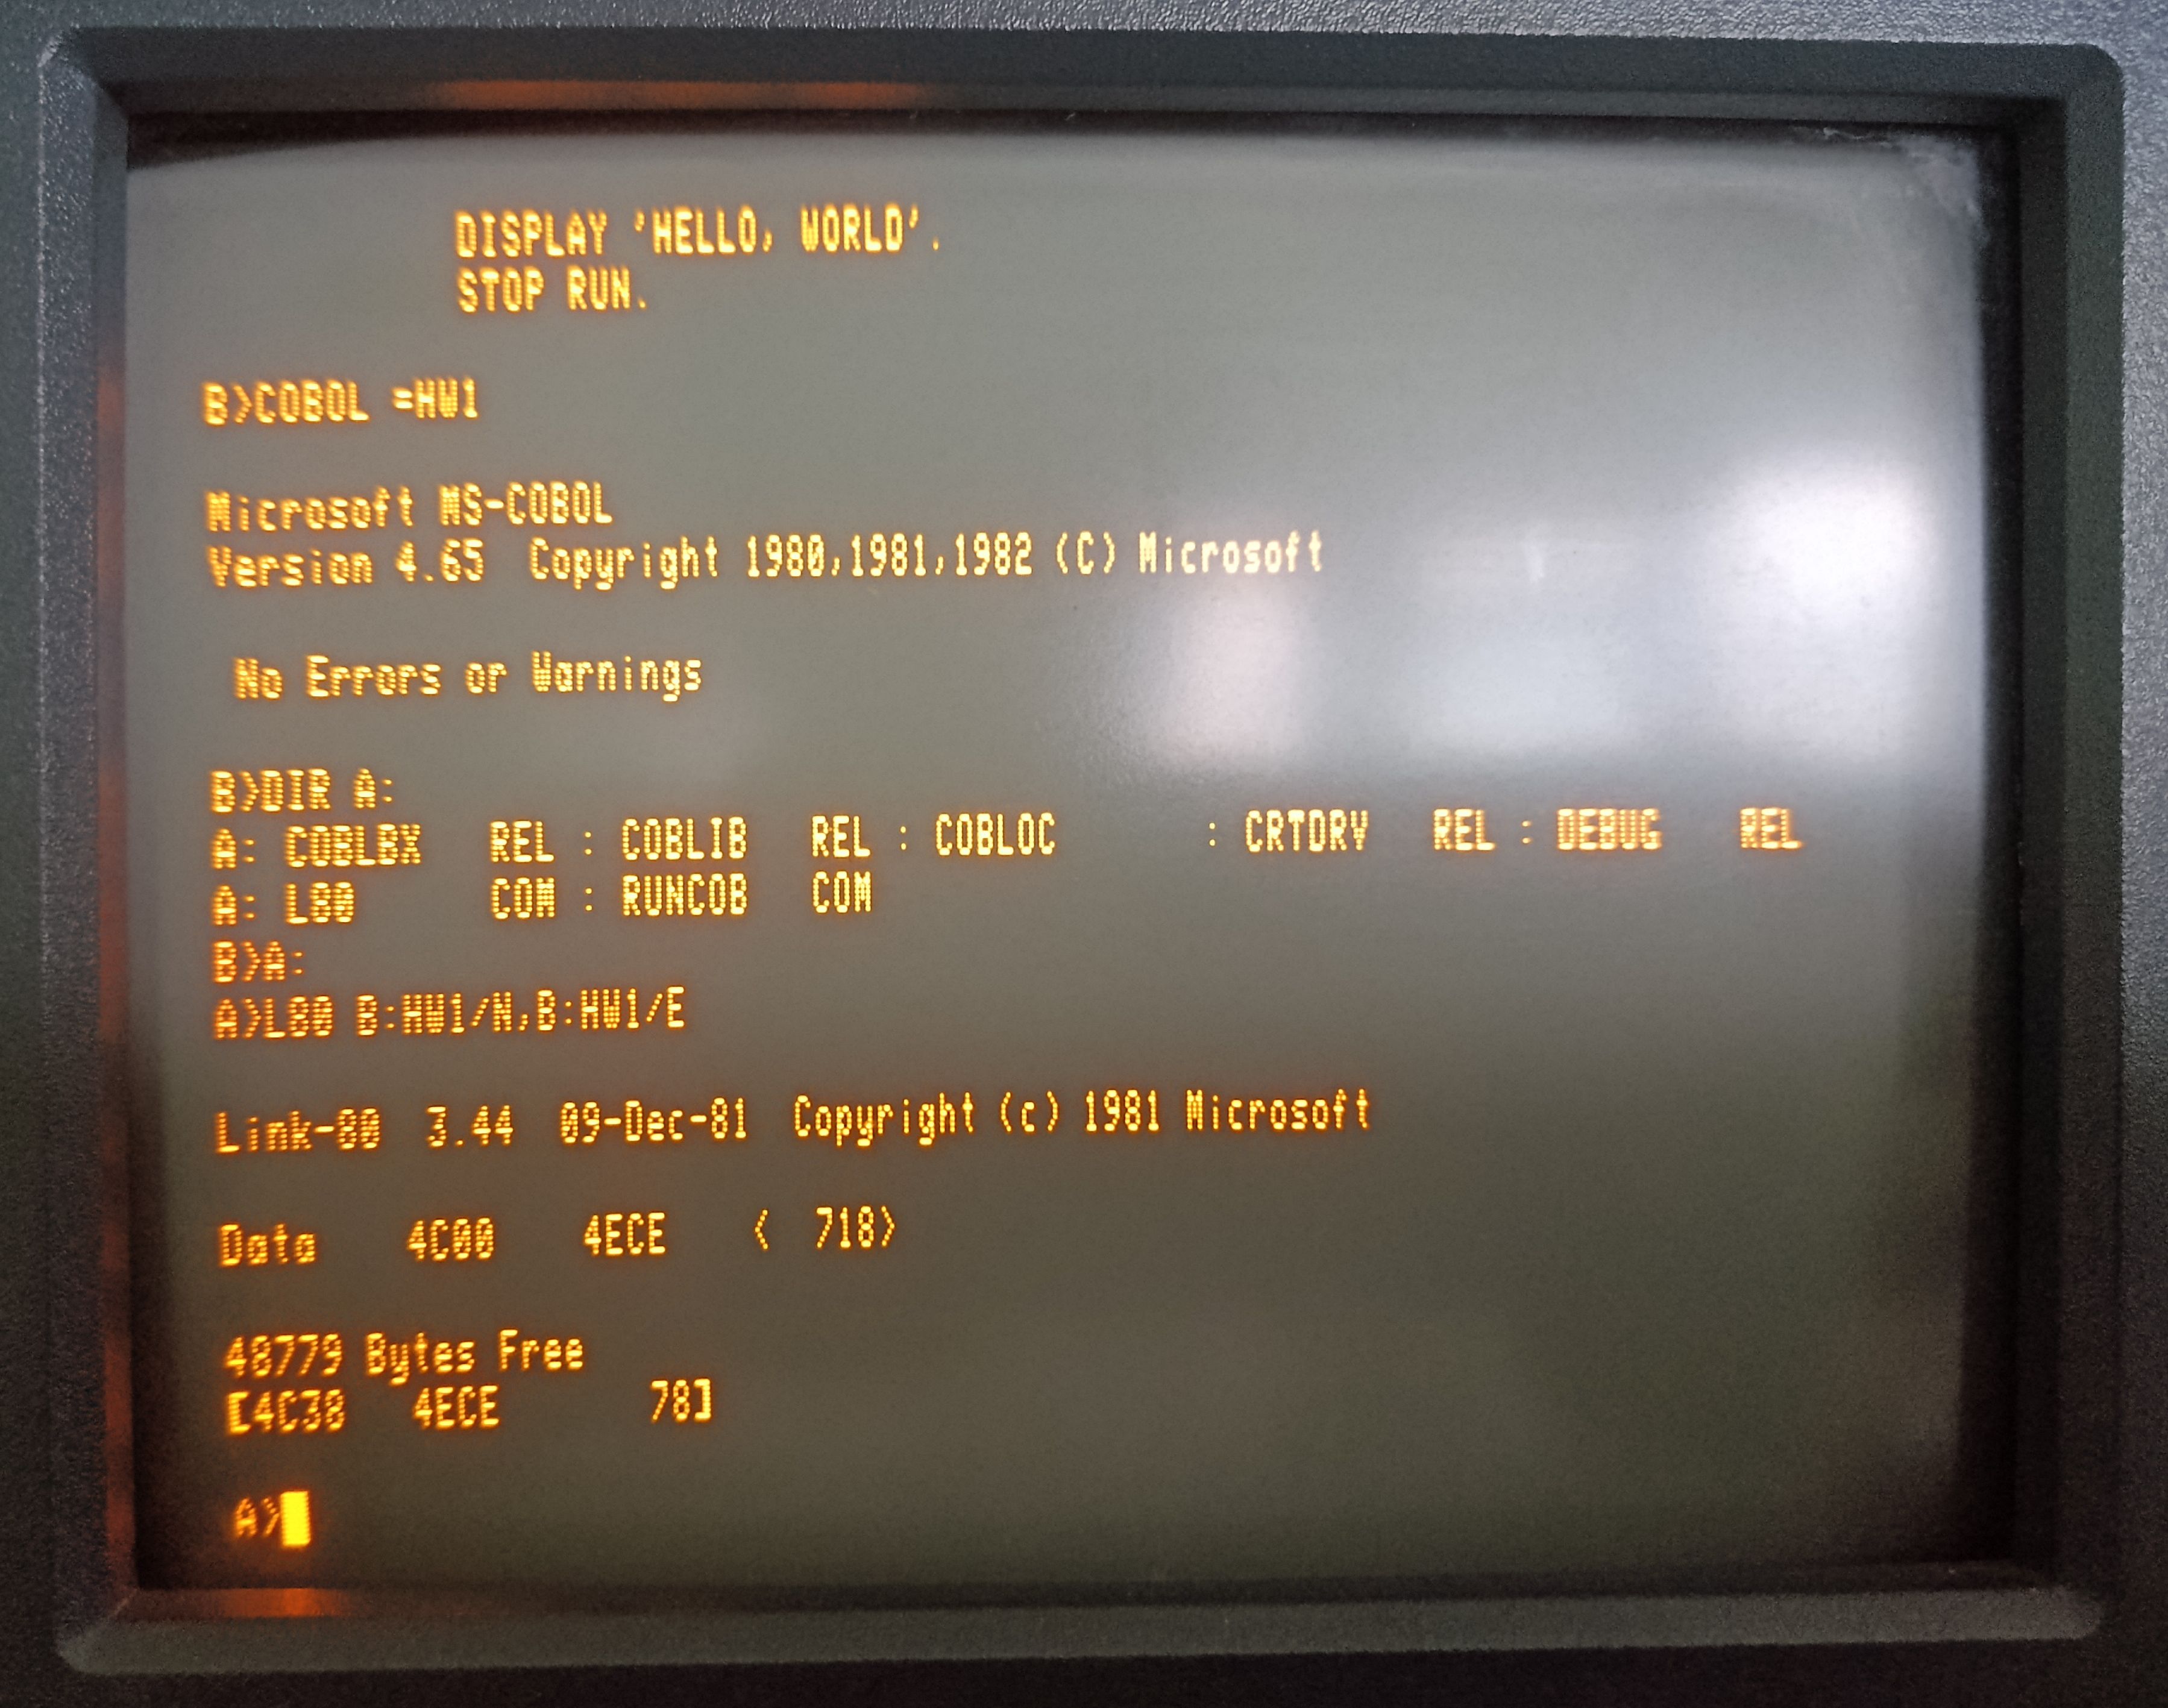 DISPLAY 'HELLO, WORLD'.
STOP RUN.
B>COBOL =HW1
Microsoft MS-COBOL
Version 4.65  Copyright 1980,1981,1982 (C) Microsoft
No Errors or Warnings
B>DIR A:
A: COBLBX   REL : COBLIB   REL : COBLOC       : CRTDRV   REL : DEBUG    REL
A: L80      COM : RUNCOB   COM
B>A:
A>L80 B:HW1/N,B:HW1/E
Link-80  3.44  09-Dec-81  Copyright (c) 1981 Microsoft
Data    4C00    4ECE    <  718>
48779 Bytes Free
[4C38   4ECE       78]
A>